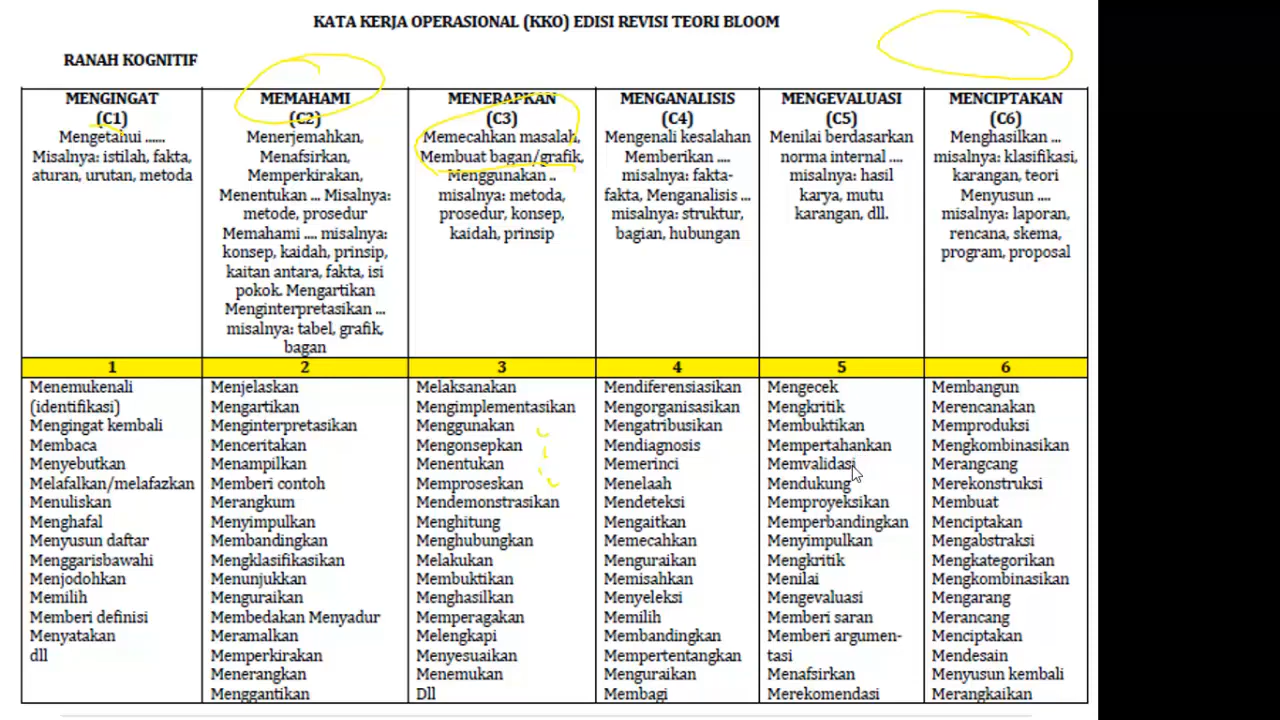 KATA KERJA OPERASIONAL (KKO) EDISI REVISI TEORI BLOOM
RANAH KOGNITIF
MENGINGAT
(C1)
Mengetahui ......
Misalnya: istilah, fakta,
aturan, urutan, metoda
MEMAHAMI
(C2)
Menerjemahkan,
Menafsirkan,
Memperkirakan,
Menentukan ... Misalnya:
metode, prosedur
Memahami .... misalnya:
konsep, kaidah, prinsip,
kaitan antara, fakta, isi
pokok. Mengartikan
Menginterpretasikan ...
misalnya: tabel, grafik,
bagan
MENERAPKAN
(C3)
Memecahkan masalah,
Membuat bagan/grafik,
Menggunakan ..
misalnya: metoda,
prosedur, konsep,
kaidah, prinsip
MENGANALISIS
(C4)
Mengenali kesalahan
Memberikan ....
misalnya: fakta-
fakta, Menganalisis ...
misalnya: struktur,
bagian, hubungan
MENGEVALUASI
(C5)
Menilai berdasarkan
norma internal ....
misalnya: hasil
karya, mutu
karangan, dll.
MENCIPTAKAN
(C6)
Menghasilkan ...
misalnya: klasifikasi,
karangan, teori
Menyusun ....
misalnya: laporan,
rencana, skema,
program, proposal
1
2
3
4
5
6
Menemukenali
(identifikasi)
Mengingat kembali
Membaca
Menyebutkan
Melafalkan/melafazkan
Menuliskan
Menghafal
Menyusun daftar
Menggarisbawahi
Menjodohkan
Memilih
Memberi definisi
Menyatakan
dll
Menjelaskan
Mengartikan
Menginterpretasikan
Menceritakan
Menampilkan
Memberi contoh
Merangkum
Menyimpulkan
Membandingkan
Mengklasifikasikan
Menunjukkan
Menguraikan
Membedakan Menyadur
Meramalkan
Memperkirakan
Menerangkan
Menggantikan
Melaksanakan
Mengimplementasikan
Menggunakan
Mengonsepkan
Menentukan
Memproseskan
Mendemonstrasikan
Menghitung
Menghubungkan
Melakukan
Membuktikan
Menghasilkan
Memperagakan
Melengkapi
Menyesuaikan
Menemukan
Dll
Mendiferensiasikan
Mengorganisasikan
Mengatribusikan
Mendiagnosis
Memerinci
Menelaah
Mendeteksi
Mengaitkan
Memecahkan
Menguraikan
Memisahkan
Menyeleksi
Memilih
Membandingkan
Mempertentangkan
Menguraikan
Membagi
Mengecek
Mengkritik
Membuktikan
Mempertahankan
Memvalidasi
Mendukung
Memproyeksikan
Memperbandingkan
Menyimpulkan
Mengkritik
Menilai
Mengevaluasi
Memberi saran
Memberi argumen-
tasi
Menafsirkan
Merekomendasi
Membangun
Merencanakan
Memproduksi
Mengkombinasikan
Merangcang
Merekonstruksi
Membuat
Menciptakan
Mengabstraksi
Mengkategorikan
Mengkombinasikan
Mengarang
Merancang
Menciptakan
Mendesain
Menyusun kembali
Merangkaikan